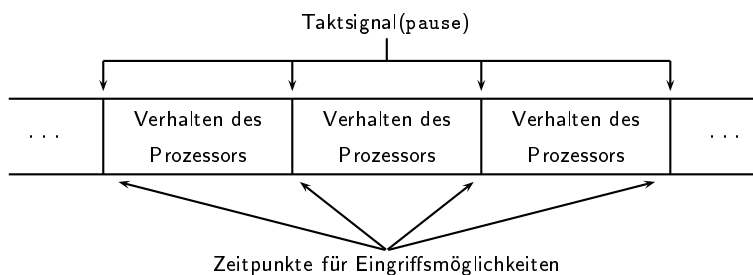 Taktsignal(pause)
Verhalten des Verhalten des Verhalten des
. . . . . .
Prozessors Prozessors Prozessors
Zeitpunkte für Eingriffsmöglichkeiten